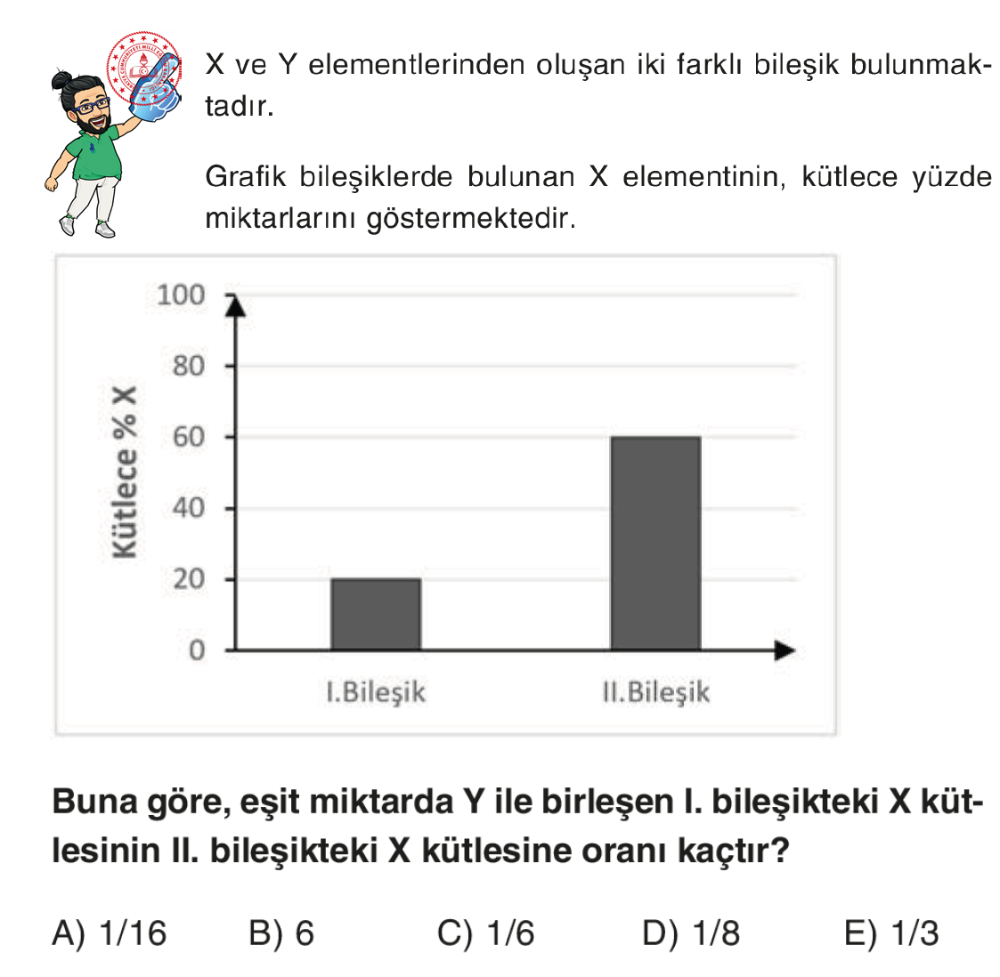 X ve Y elementlerinden oluşan iki farklı bileşik bulunmak-
tadır.
Grafik bileşiklerde bulunan X elementinin, kütlece yüzde
miktarlarını göstermektedir.
100
80
60
40
20
0
Kütlece % X
I.Bileşik
II.Bileşik
Buna göre, eşit miktarda Y ile birleşen I. bileşikteki X küt-
lesinin II. bileşikteki X kütlesine oranı kaçtır?
A) 1/16 B) 6 C) 1/6 D) 1/8 E) 1/3